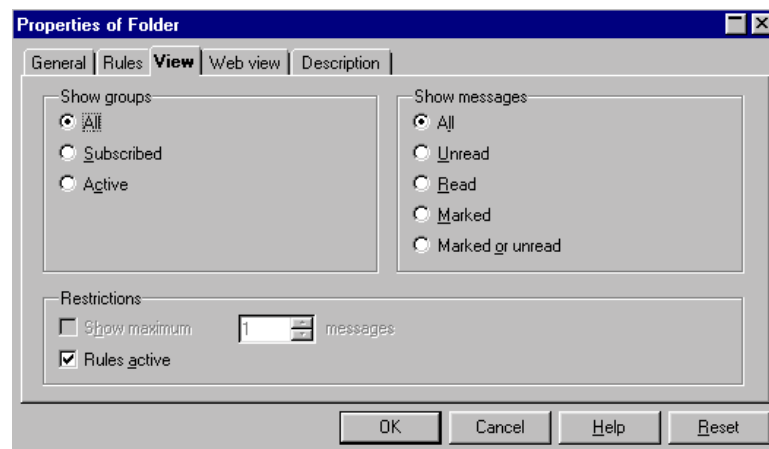 Properties of Folder
General Rules View Web view Description
Show groups
All
Subscribed
Active
Show messages
All
Unread
Read
Marked
Marked or unread
Restrictions
Show maximum 1 messages
Rules active
OK Cancel Help Reset